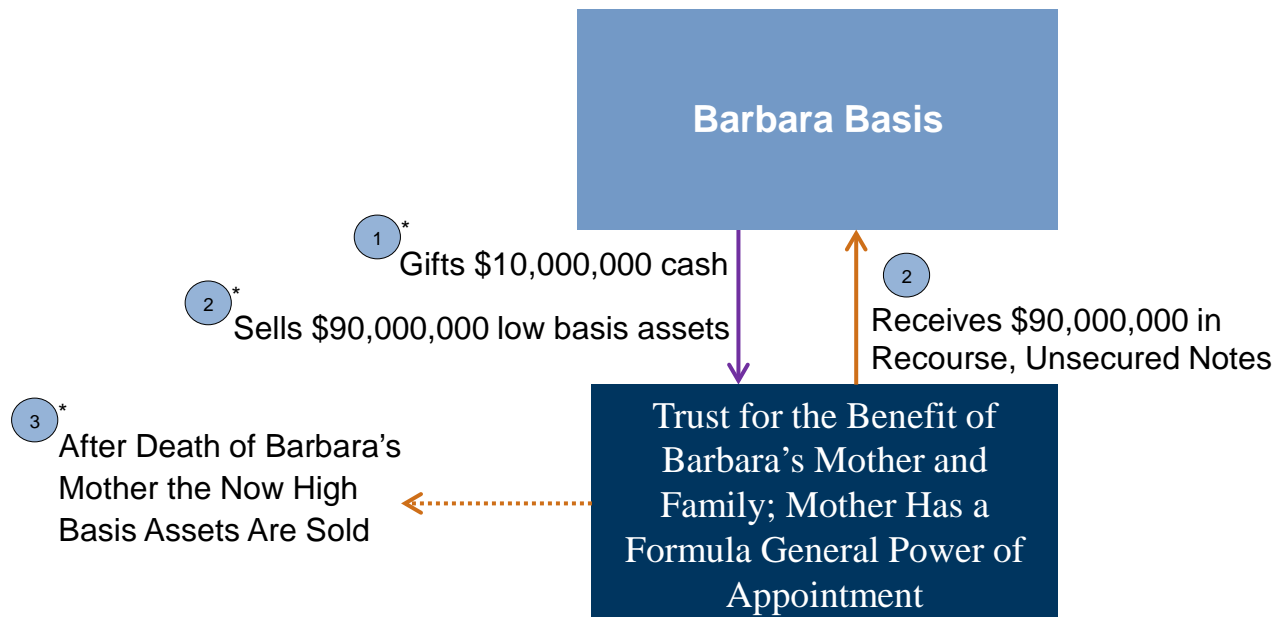 Barbara Basis
1 *
Gifts $10,000,000 cash
2 *
Sells $90,000,000 low basis assets
2
Receives $90,000,000 in
Recourse, Unsecured Notes
3 *
After Death of Barbara's
Mother the Now High
Basis Assets Are Sold
Trust for the Benefit of
Barbara's Mother and
Family; Mother Has a
Formula General Power of
Appointment